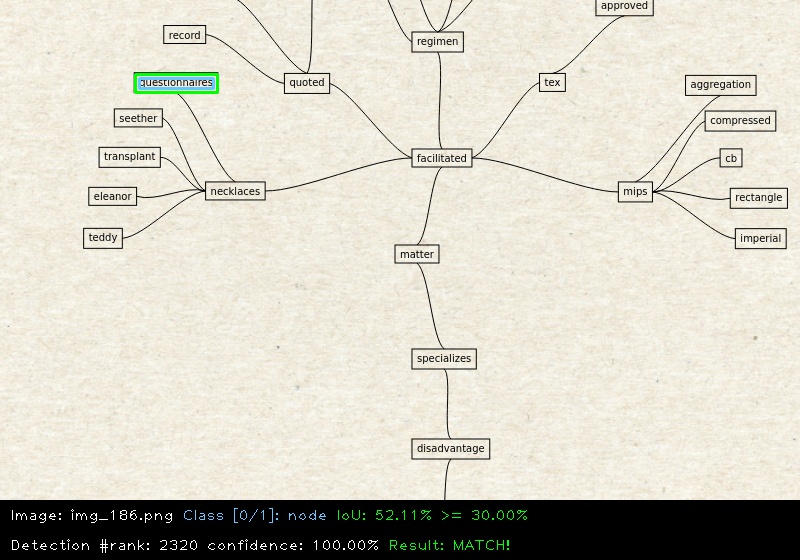 approved
record
regimen
questionnaires
quoted
tex
aggregation
seether
compressed
transplant
facilitated
cb
eleanor
necklaces
mips
rectangle
teddy
imperial
matter
specializes
disadvantage
Image: img_186.png Class [0/1]: node IoU: 52.11% >= 30.00%
Detection #rank: 2320 confidence: 100.00% Result: MATCH!